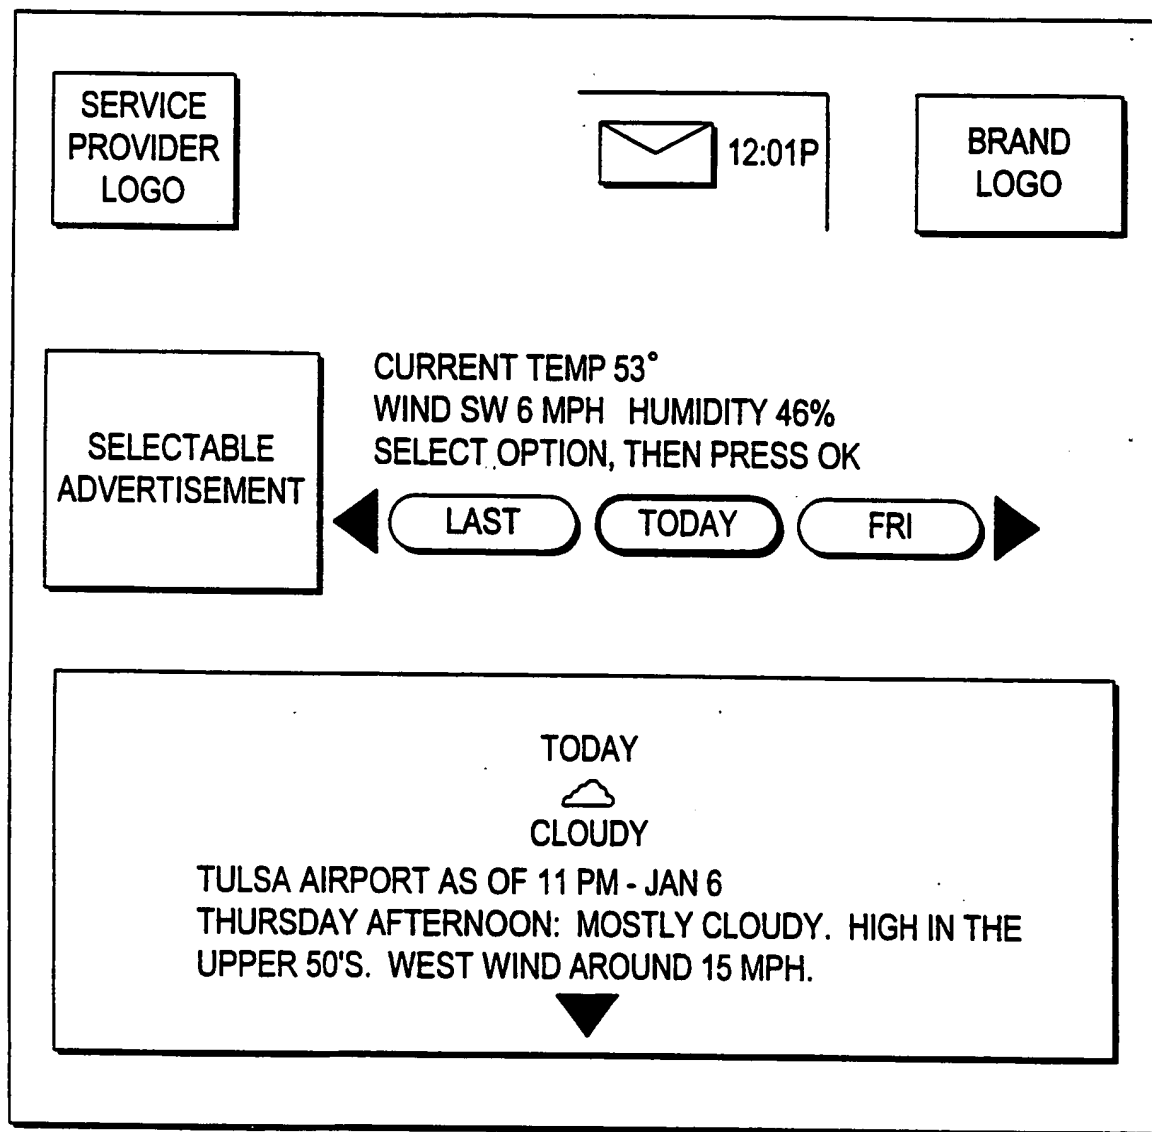 SERVICE
PROVIDER
LOGO
12:01P
BRAND
LOGO
CURRENT TEMP 53°
WIND SW 6 MPH HUMIDITY 46%
SELECT OPTION, THEN PRESS OK
SELECTABLE
ADVERTISEMENT
LAST TODAY FRI
TODAY
CLOUDY
TULSA AIRPORT AS OF 11 PM - JAN 6
THURSDAY AFTERNOON: MOSTLY CLOUDY. HIGH IN THE
UPPER 50'S. WEST WIND AROUND 15 MPH.